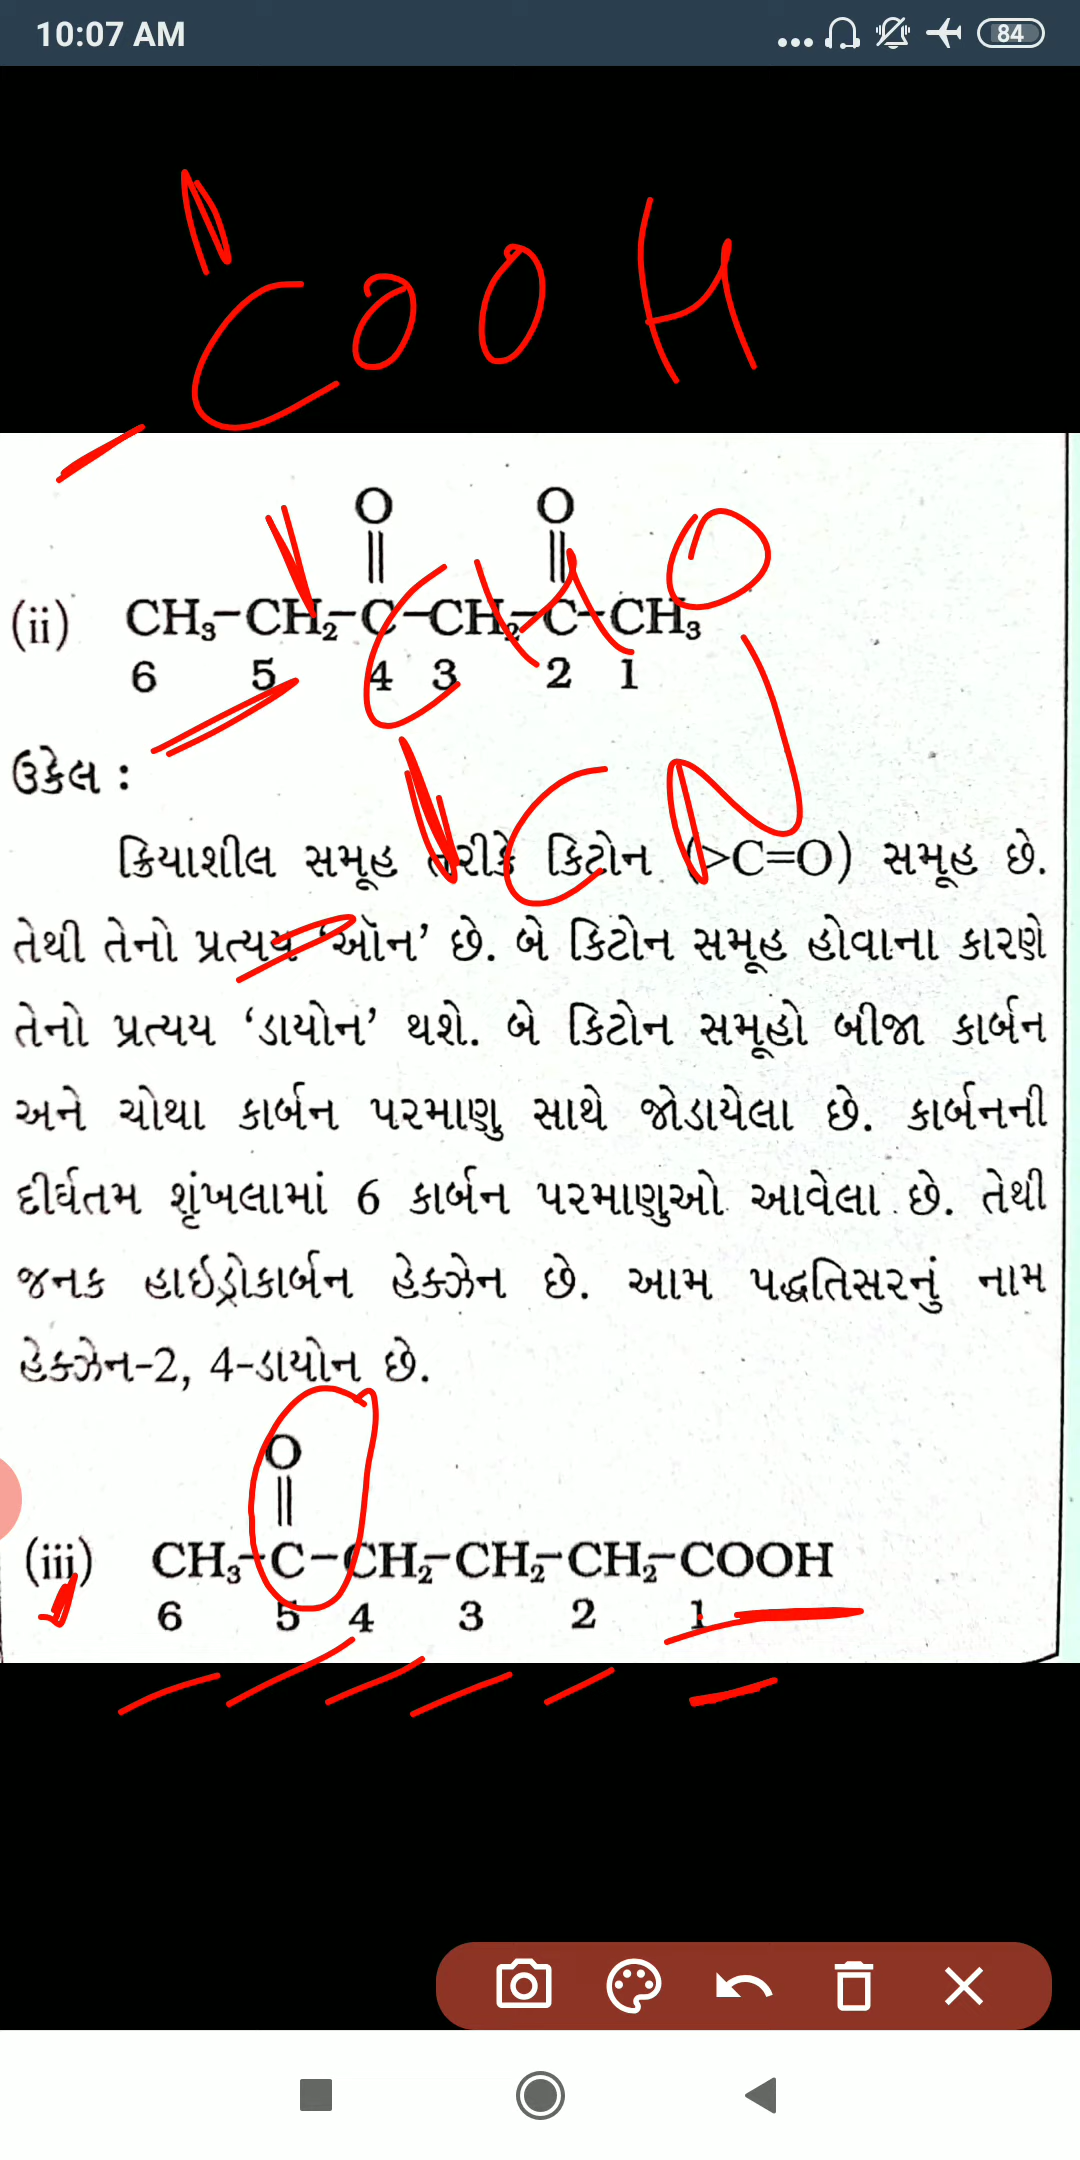 10:07 AM
84
COOH
O O
(ii) CH₃-CH₂-C-CH₂-C-CH₃
6 5 4 3 2 1
CHO
ઉકેલ :
CN
ક્રિયાશીલ સમૂહ તરીકે કિટોન (>C=O) સમૂહ છે.
તેથી તેનો પ્રત્યય ‘ઑન’ છે. બે કિટોન સમૂહ હોવાના કારણે
તેનો પ્રત્યય ‘ડાયોન’ થશે. બે કિટોન સમૂહો બીજા કાર્બન
અને ચોથા કાર્બન પરમાણુ સાથે જોડાયેલા છે. કાર્બનની
દીર્ઘતમ શૃંખલામાં 6 કાર્બન પરમાણુઓ આવેલા છે. તેથી
જનક હાઇડ્રોકાર્બન હેક્ઝેન છે. આમ પદ્ધતિસરનું નામ
હેક્ઝેન-2, 4-ડાયોન છે.
O
(iii) CH₃-C-CH₂-CH₂-CH₂-COOH
6 5 4 3 2 1